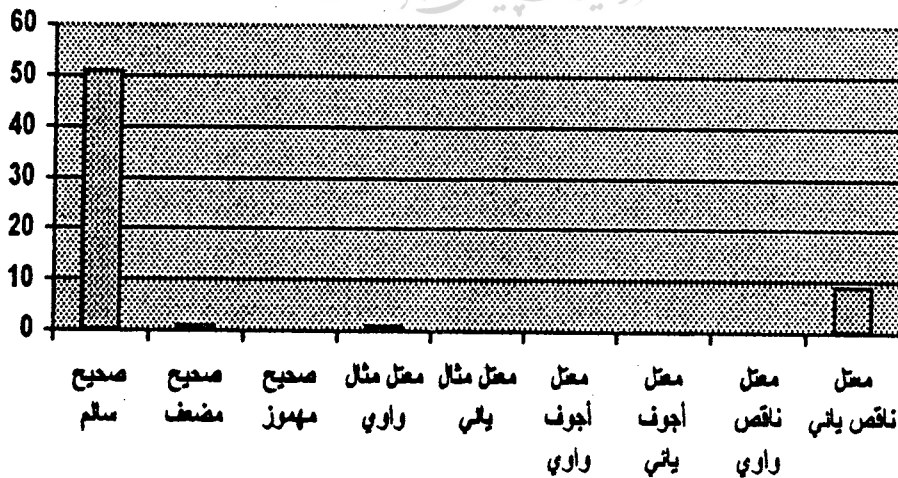 60
50
40
30
20
10
0
صحيح سالم
صحيح مضعف
صحيح مهموز
معتل مثال واوي
معتل مثال يائي
معتل أجوف واوي
معتل أجوف يائي
معتل ناقص واوي
معتل ناقص يائي